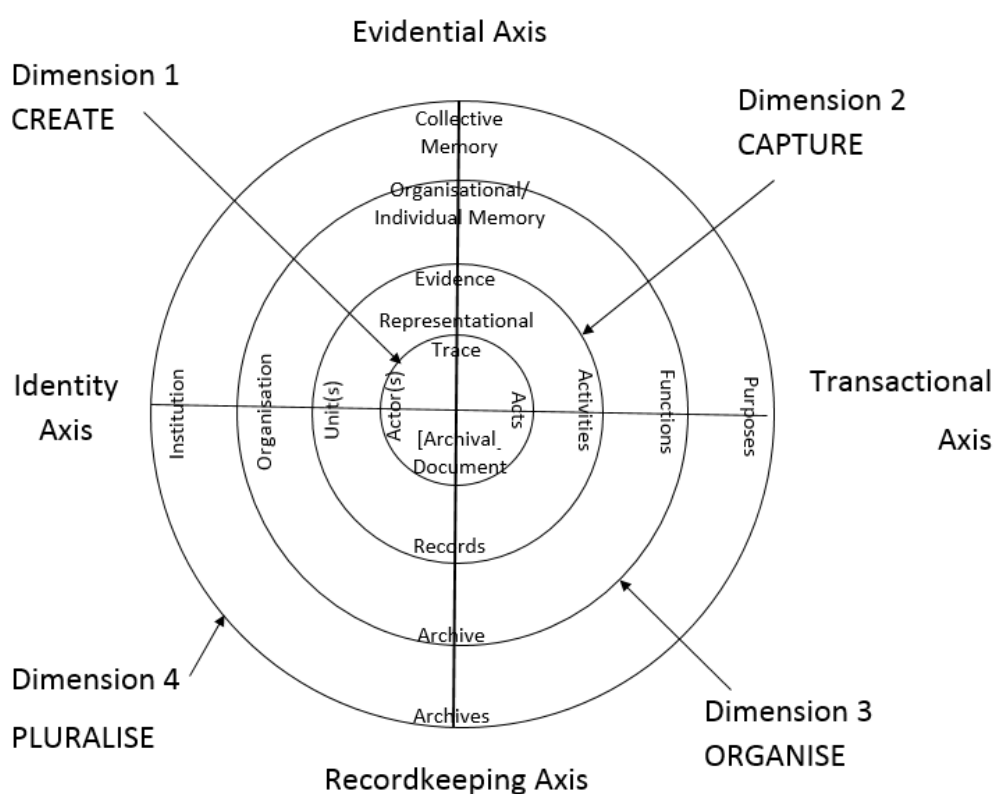 Evidential Axis
Dimension 1
CREATE
Dimension 2
CAPTURE
Collective
Memory
Organisational/
Individual Memory
Evidence
Representational
Trace
Identity
Axis
Institution
Organisation
Unit(s)
Actor(s)
Acts
Activities
Functions
Purposes
Transactional
Axis
[Archival
Document
Records
Archive
Archives
Dimension 4
PLURALISE
Dimension 3
ORGANISE
Recordkeeping Axis